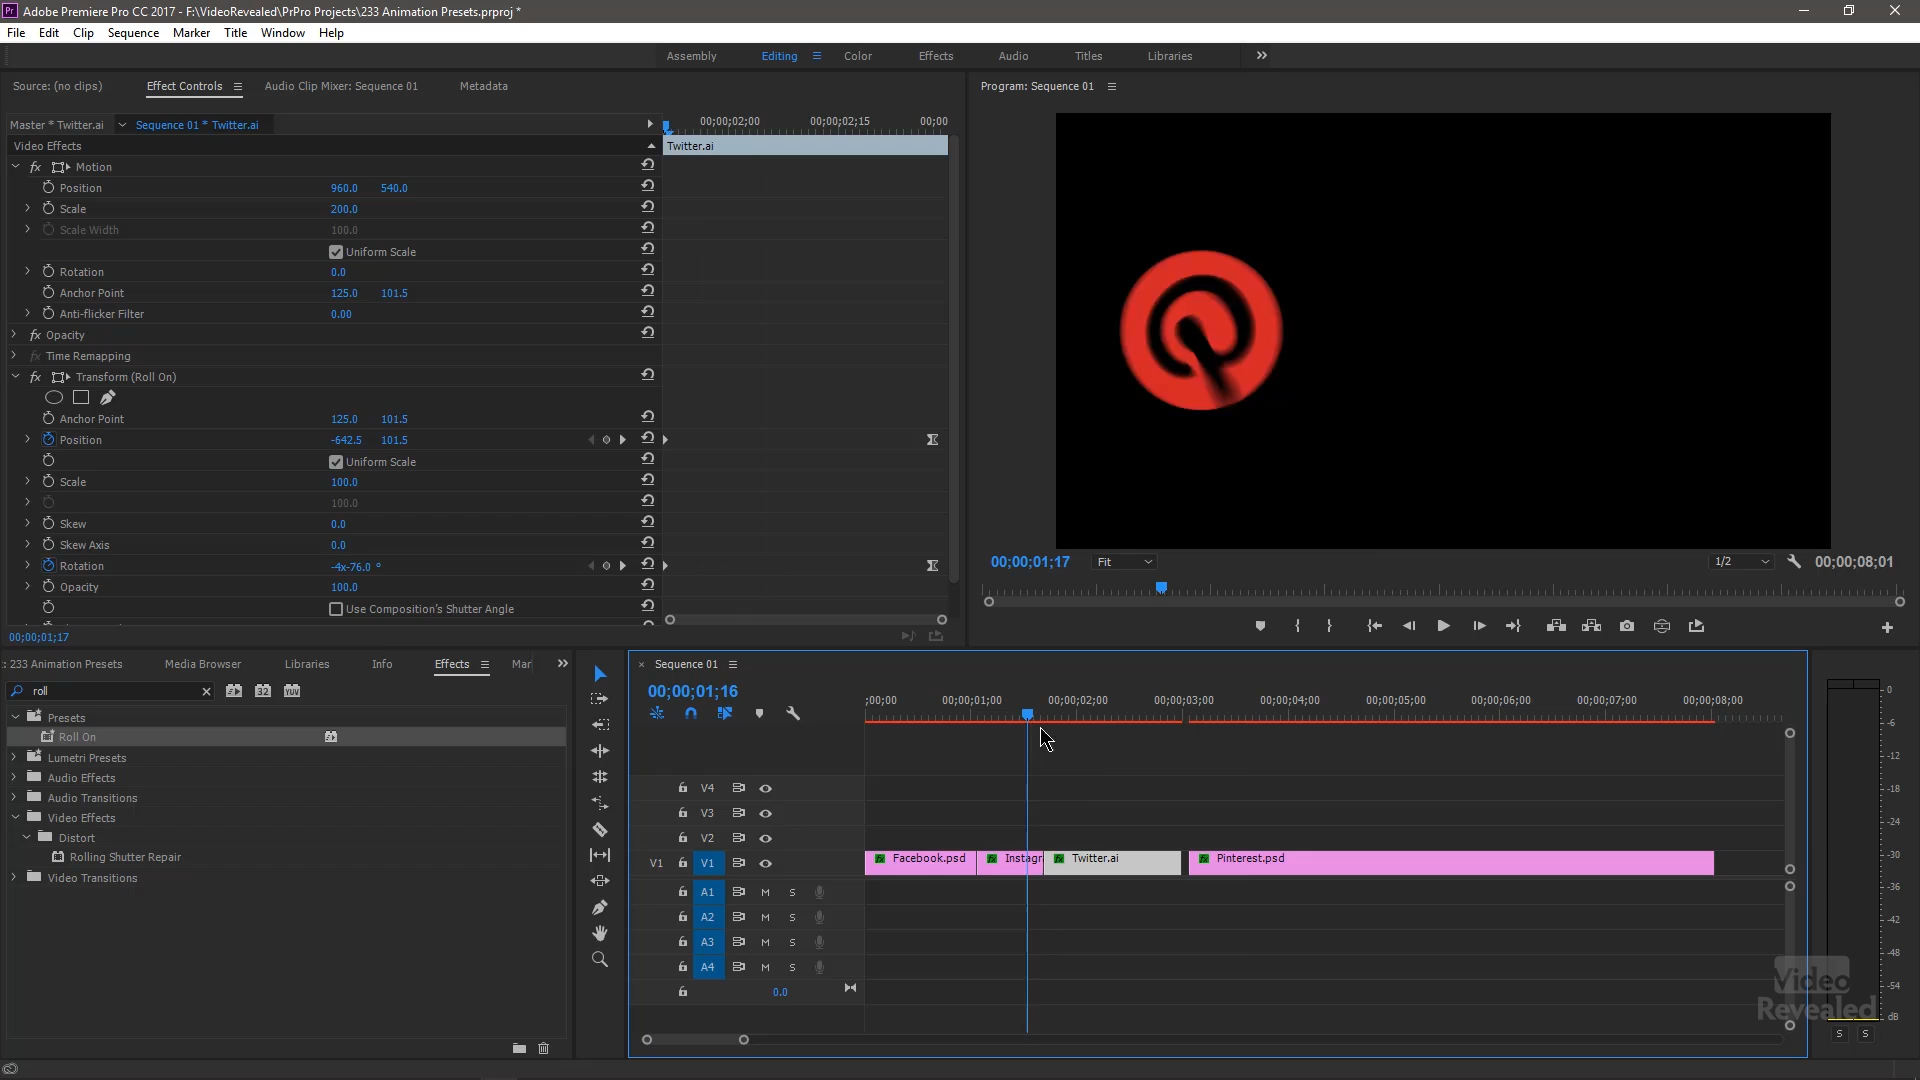 Pr Adobe Premiere Pro CC 2017 - F:\VideoRevealed\PrPro Projects\233 Animation Presets.prproj *
File Edit Clip Sequence Marker Title Window Help
Assembly Editing Color Effects Audio Titles Libraries
Source: (no clips) Effect Controls Audio Clip Mixer: Sequence 01 Metadata
Program: Sequence 01
Master * Twitter.ai Sequence 01 * Twitter.ai 00;00;02;00 00;00;02;15 00;00
Video Effects Twitter.ai
fx Motion
Position 960.0 540.0
Scale 200.0
Scale Width 100.0
Uniform Scale
Rotation 0.0
Anchor Point 125.0 101.5
Anti-flicker Filter 0.00
fx Opacity
fx Time Remapping
fx Transform (Roll On)
Anchor Point 125.0 101.5
Position -642.5 101.5
Uniform Scale
Scale 100.0
100.0
Skew 0.0
Skew Axis 0.0
Rotation -4x-76.0 °
Opacity 100.0
Use Composition's Shutter Angle
00;00;01;17
00;00;01;17 Fit 1/2 00;00;08;01
: 233 Animation Presets Media Browser Libraries Info Effects Mar
roll 32 YUV
Presets
Roll On
Lumetri Presets
Audio Effects
Audio Transitions
Video Effects
Distort
Rolling Shutter Repair
Video Transitions
Sequence 01
00;00;01;16
;00;00 00;00;01;00 00;00;02;00 00;00;03;00 00;00;04;00 00;00;05;00 00;00;06;00 00;00;07;00 00;00;08;00
V4
V3
V2
V1 V1 fx Facebook.psd fx Instagr fx Twitter.ai fx Pinterest.psd
A1 M S
A2 M S
A3 M S
A4 M S
0.0
0
-6
-12
-18
-24
-30
-36
-42
-48
-54
dB
S S
Video
Revealed